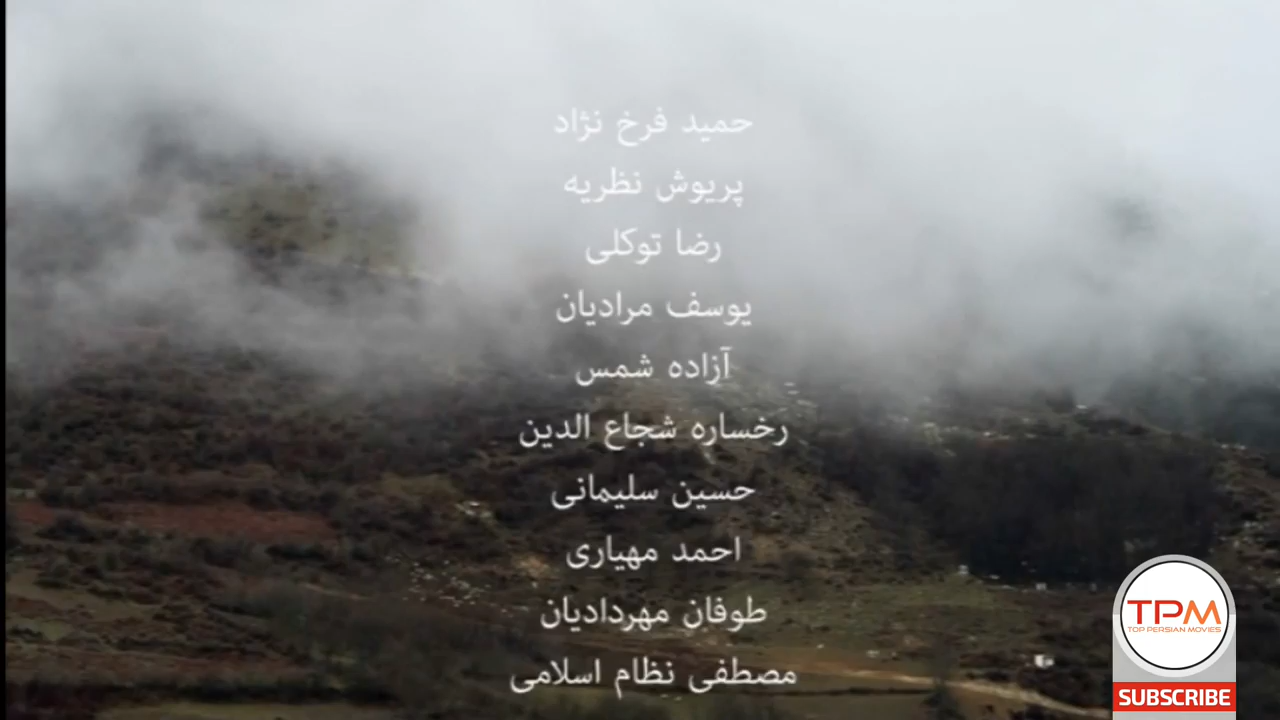 حمید فرخ نژاد
پریوش نظریه
رضا توکلی
یوسف مرادیان
آزاده شمس
رخساره شجاع الدین
حسین سلیمانی
احمد مهیاری
طوفان مهردادیان
مصطفی نظام اسلامی
TPM
TOP PERSIAN MOVIES
SUBSCRIBE